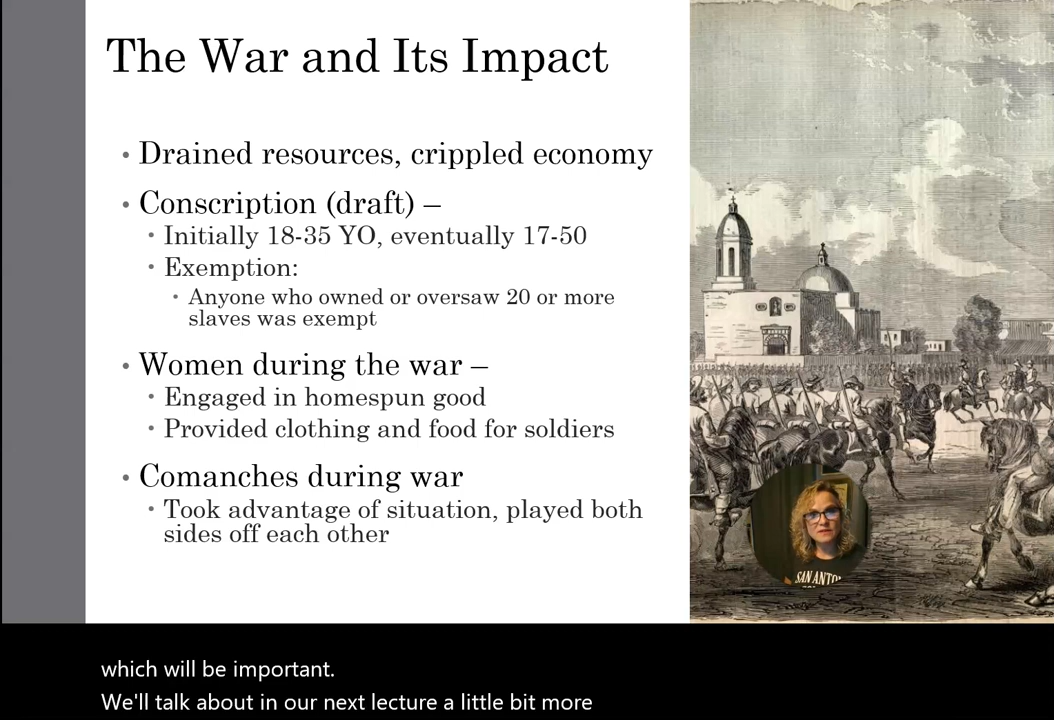 The War and Its Impact
• Drained resources, crippled economy
• Conscription (draft) –
• Initially 18-35 YO, eventually 17-50
• Exemption:
• Anyone who owned or oversaw 20 or more
slaves was exempt
• Women during the war –
• Engaged in homespun good
• Provided clothing and food for soldiers
• Comanches during war
• Took advantage of situation, played both
sides off each other
SAN ANTO
which will be important.
We'll talk about in our next lecture a little bit more